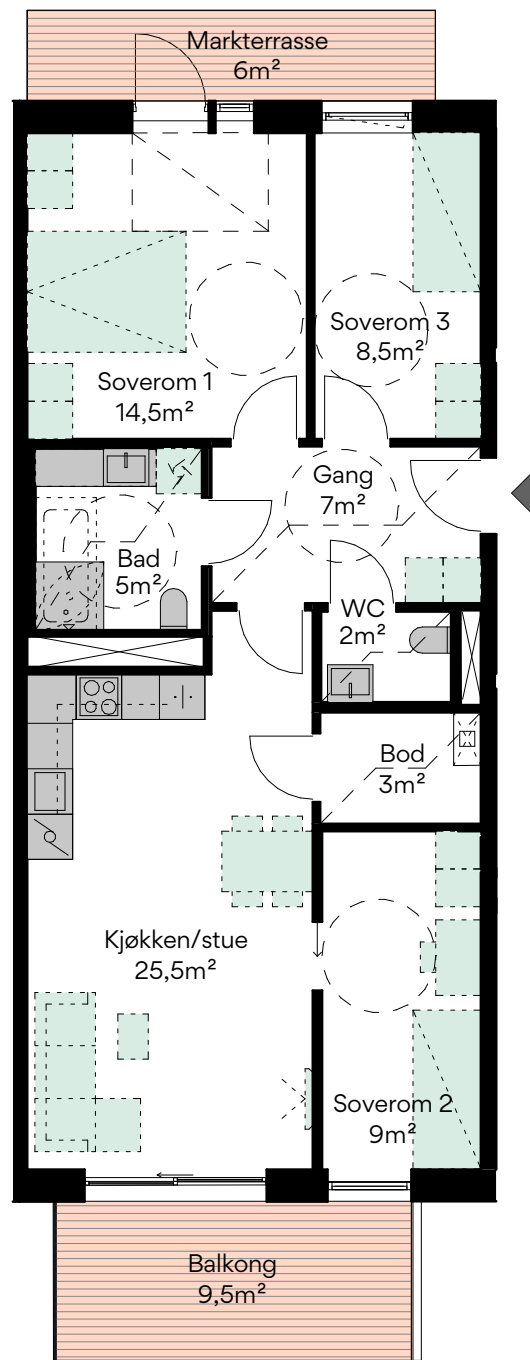 Markterrasse
6m²
Soverom 3
8,5m²
Soverom 1
14,5m²
Gang
7m²
Bad
5m²
WC
2m²
Bod
3m²
Kjøkken/stue
25,5m²
Soverom 2
9m²
Balkong
9,5m²